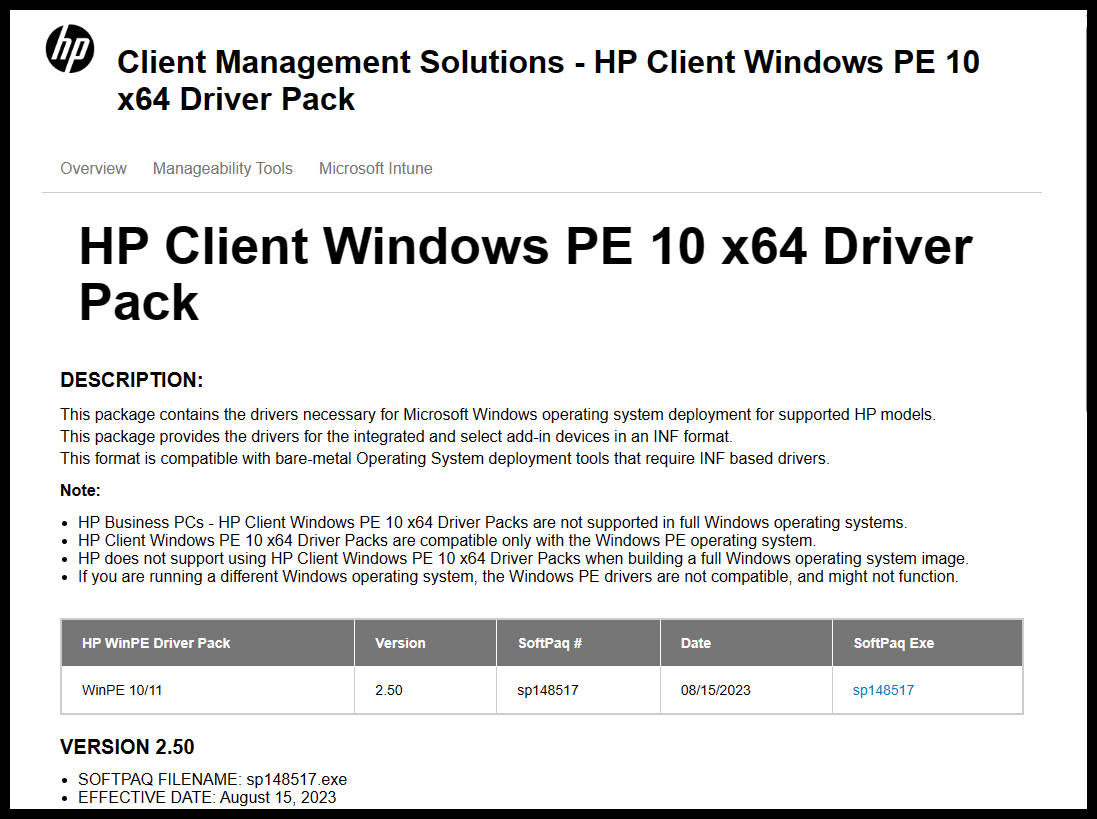 hp
Client Management Solutions - HP Client Windows PE 10
x64 Driver Pack
Overview Manageability Tools Microsoft Intune
HP Client Windows PE 10 x64 Driver
Pack
DESCRIPTION:
This package contains the drivers necessary for Microsoft Windows operating system deployment for supported HP models.
This package provides the drivers for the integrated and select add-in devices in an INF format.
This format is compatible with bare-metal Operating System deployment tools that require INF based drivers.
Note:
• HP Business PCs - HP Client Windows PE 10 x64 Driver Packs are not supported in full Windows operating systems.
• HP Client Windows PE 10 x64 Driver Packs are compatible only with the Windows PE operating system.
• HP does not support using HP Client Windows PE 10 x64 Driver Packs when building a full Windows operating system image.
• If you are running a different Windows operating system, the Windows PE drivers are not compatible, and might not function.
HP WinPE Driver Pack Version SoftPaq # Date SoftPaq Exe
WinPE 10/11 2.50 sp148517 08/15/2023 sp148517
VERSION 2.50
• SOFTPAQ FILENAME: sp148517.exe
• EFFECTIVE DATE: August 15, 2023